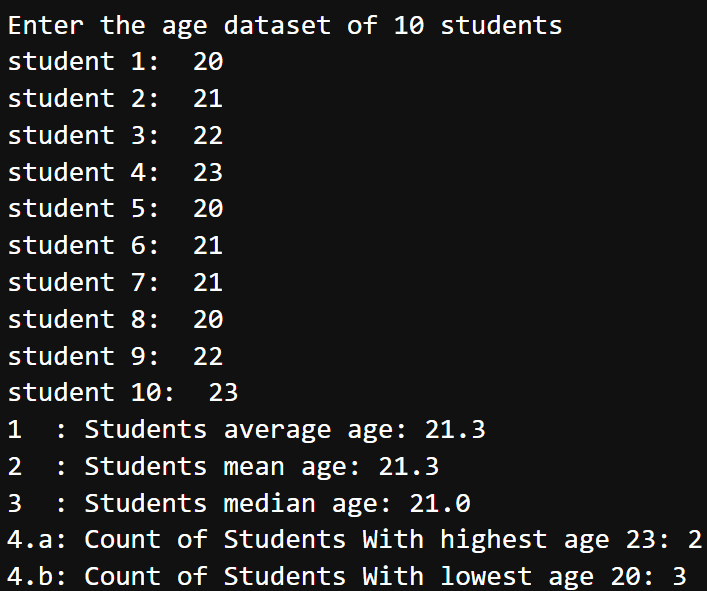 Enter the age dataset of 10 students
student 1:  20
student 2:  21
student 3:  22
student 4:  23
student 5:  20
student 6:  21
student 7:  21
student 8:  20
student 9:  22
student 10:  23
1  : Students average age: 21.3
2  : Students mean age: 21.3
3  : Students median age: 21.0
4.a: Count of Students With highest age 23: 2
4.b: Count of Students With lowest age 20: 3